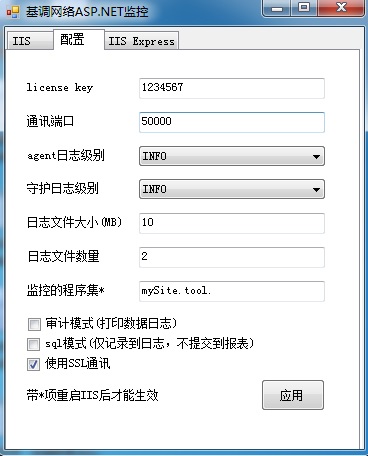 基调网络ASP.NET监控
IIS 配置 IIS Express
license key 1234567
通讯端口 50000
agent日志级别 INFO
守护日志级别 INFO
日志文件大小(MB) 10
日志文件数量 2
监控的程序集* mySite.tool.
审计模式(打印数据日志)
sql模式(仅记录到日志，不提交到报表)
使用SSL通讯
带*项重启IIS后才能生效 应用